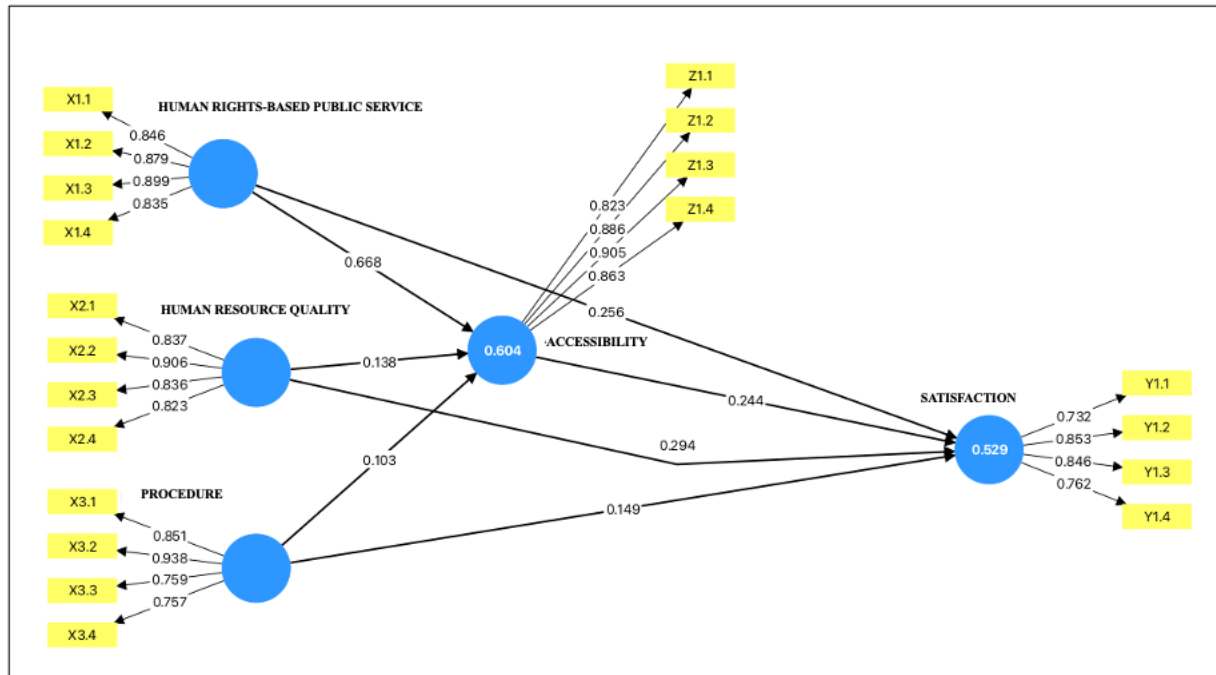 X1.1
X1.2
X1.3
X1.4
HUMAN RIGHTS-BASED PUBLIC SERVICE
0.846
0.879
0.899
0.835
Z1.1
Z1.2
Z1.3
Z1.4
0.823
0.886
0.905
0.863
0.668
0.256
X2.1
X2.2
X2.3
X2.4
HUMAN RESOURCE QUALITY
0.837
0.906
0.836
0.823
0.138
0.604
ACCESSIBILITY
0.244
0.294
SATISFACTION
0.529
Y1.1
Y1.2
Y1.3
Y1.4
0.732
0.853
0.846
0.762
0.103
0.149
X3.1
X3.2
X3.3
X3.4
PROCEDURE
0.851
0.938
0.759
0.757